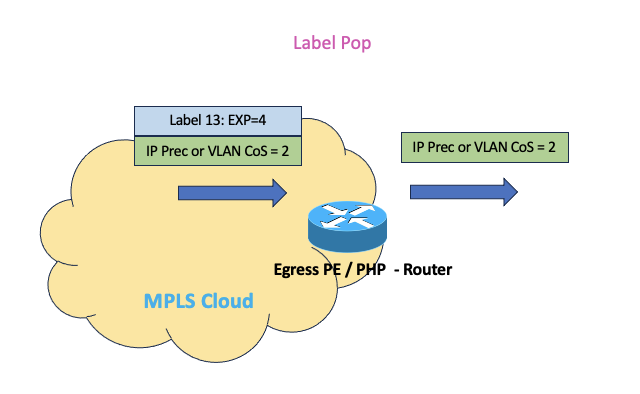 Label Pop
Label 13: EXP=4
IP Prec or VLAN CoS = 2
IP Prec or VLAN CoS = 2
Egress PE / PHP - Router
MPLS Cloud